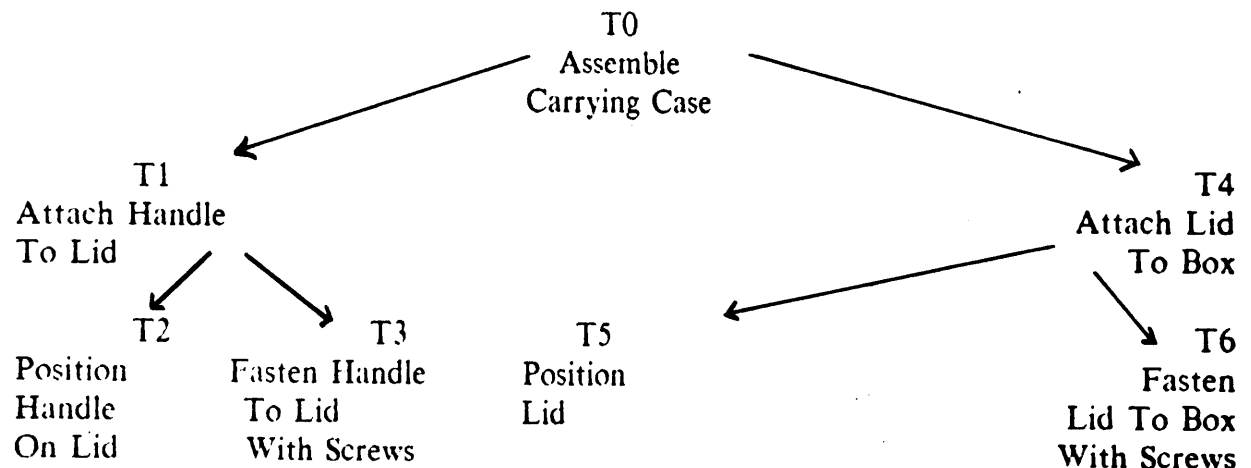 T0
Assemble
Carrying Case
T1
Attach Handle
To Lid
T4
Attach Lid
To Box
T2
Position
Handle
On Lid
T3
Fasten Handle
To Lid
With Screws
T5
Position
Lid
T6
Fasten
Lid To Box
With Screws